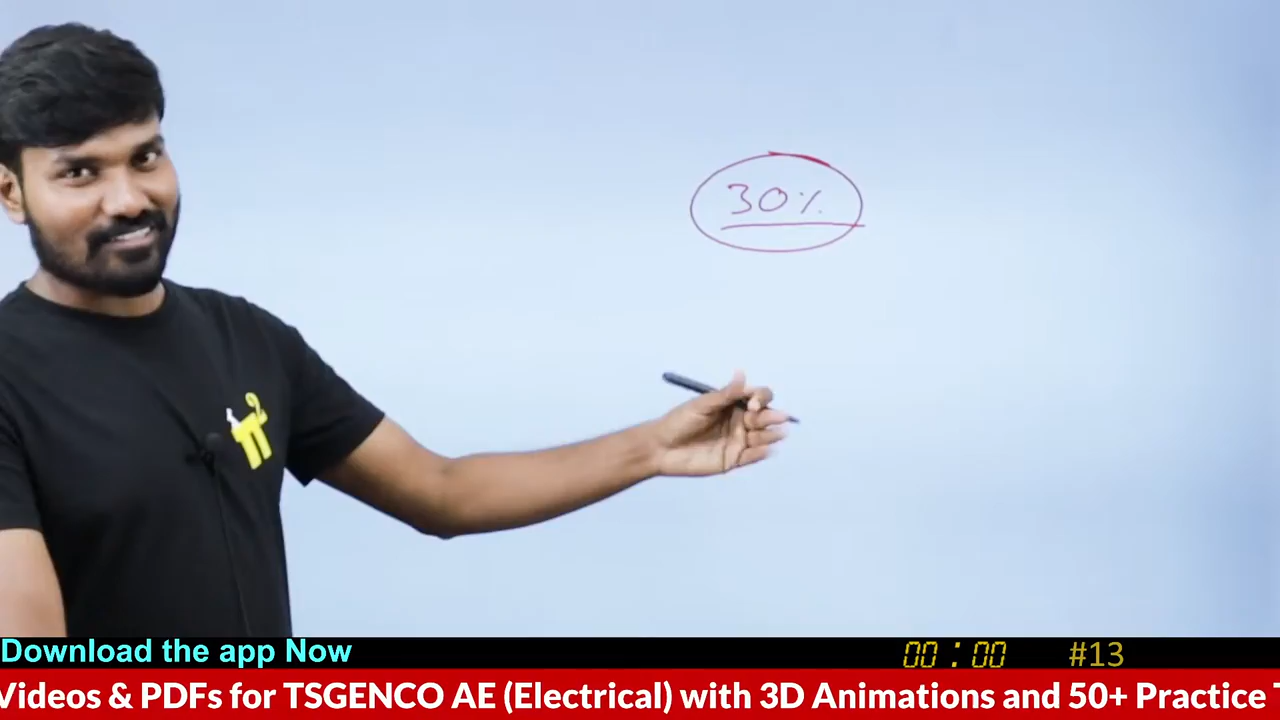 30%
π2
Download the app Now
00:00 #13
Videos & PDFs for TSGENCO AE (Electrical) with 3D Animations and 50+ Practice